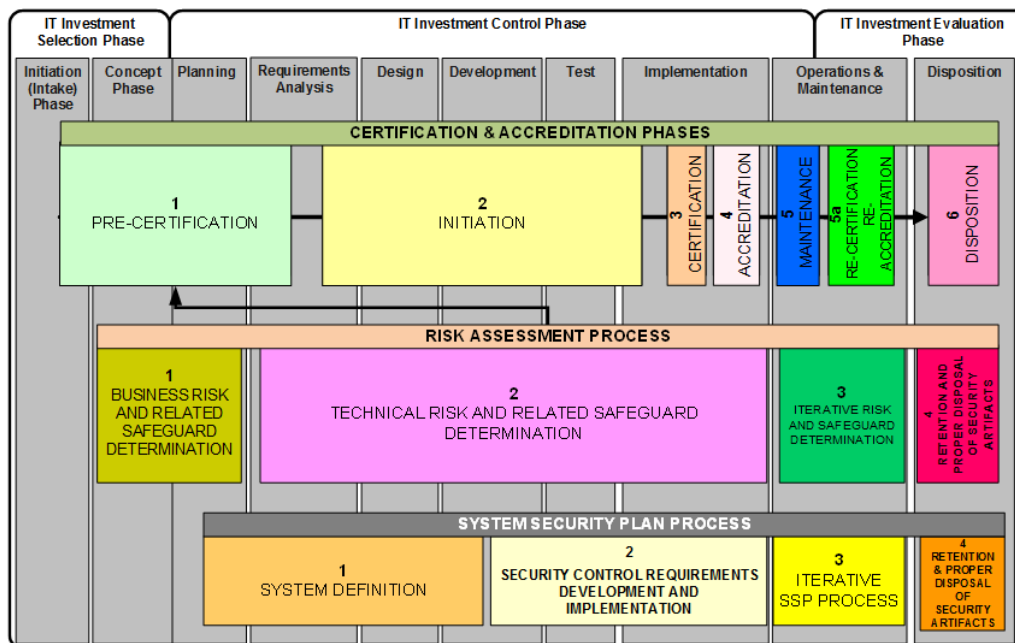 IT Investment
Selection Phase
IT Investment Control Phase
IT Investment Evaluation
Phase
Initiation
(Intake)
Phase
Concept
Phase
Planning
Requirements
Analysis
Design
Development
Test
Implementation
Operations &
Maintenance
Disposition
CERTIFICATION & ACCREDITATION PHASES
1
PRE-CERTIFICATION
2
INITIATION
3
CERTIFICATION
4
ACCREDITATION
5
MAINTENANCE
5a
RE-CERTIFICATION
RE-
ACCREDITATION
6
DISPOSITION
RISK ASSESSMENT PROCESS
1
BUSINESS RISK
AND RELATED
SAFEGUARD
DETERMINATION
2
TECHNICAL RISK AND RELATED SAFEGUARD
DETERMINATION
3
ITERATIVE RISK
AND SAFEGUARD
DETERMINATION
4
RETENTION AND
PROPER DISPOSAL
OF SECURITY
ARTIFACTS
SYSTEM SECURITY PLAN PROCESS
1
SYSTEM DEFINITION
2
SECURITY CONTROL REQUIREMENTS
DEVELOPMENT AND
IMPLEMENTATION
3
ITERATIVE
SSP PROCESS
4
RETENTION
& PROPER
DISPOSAL
OF
SECURITY
ARTIFACTS